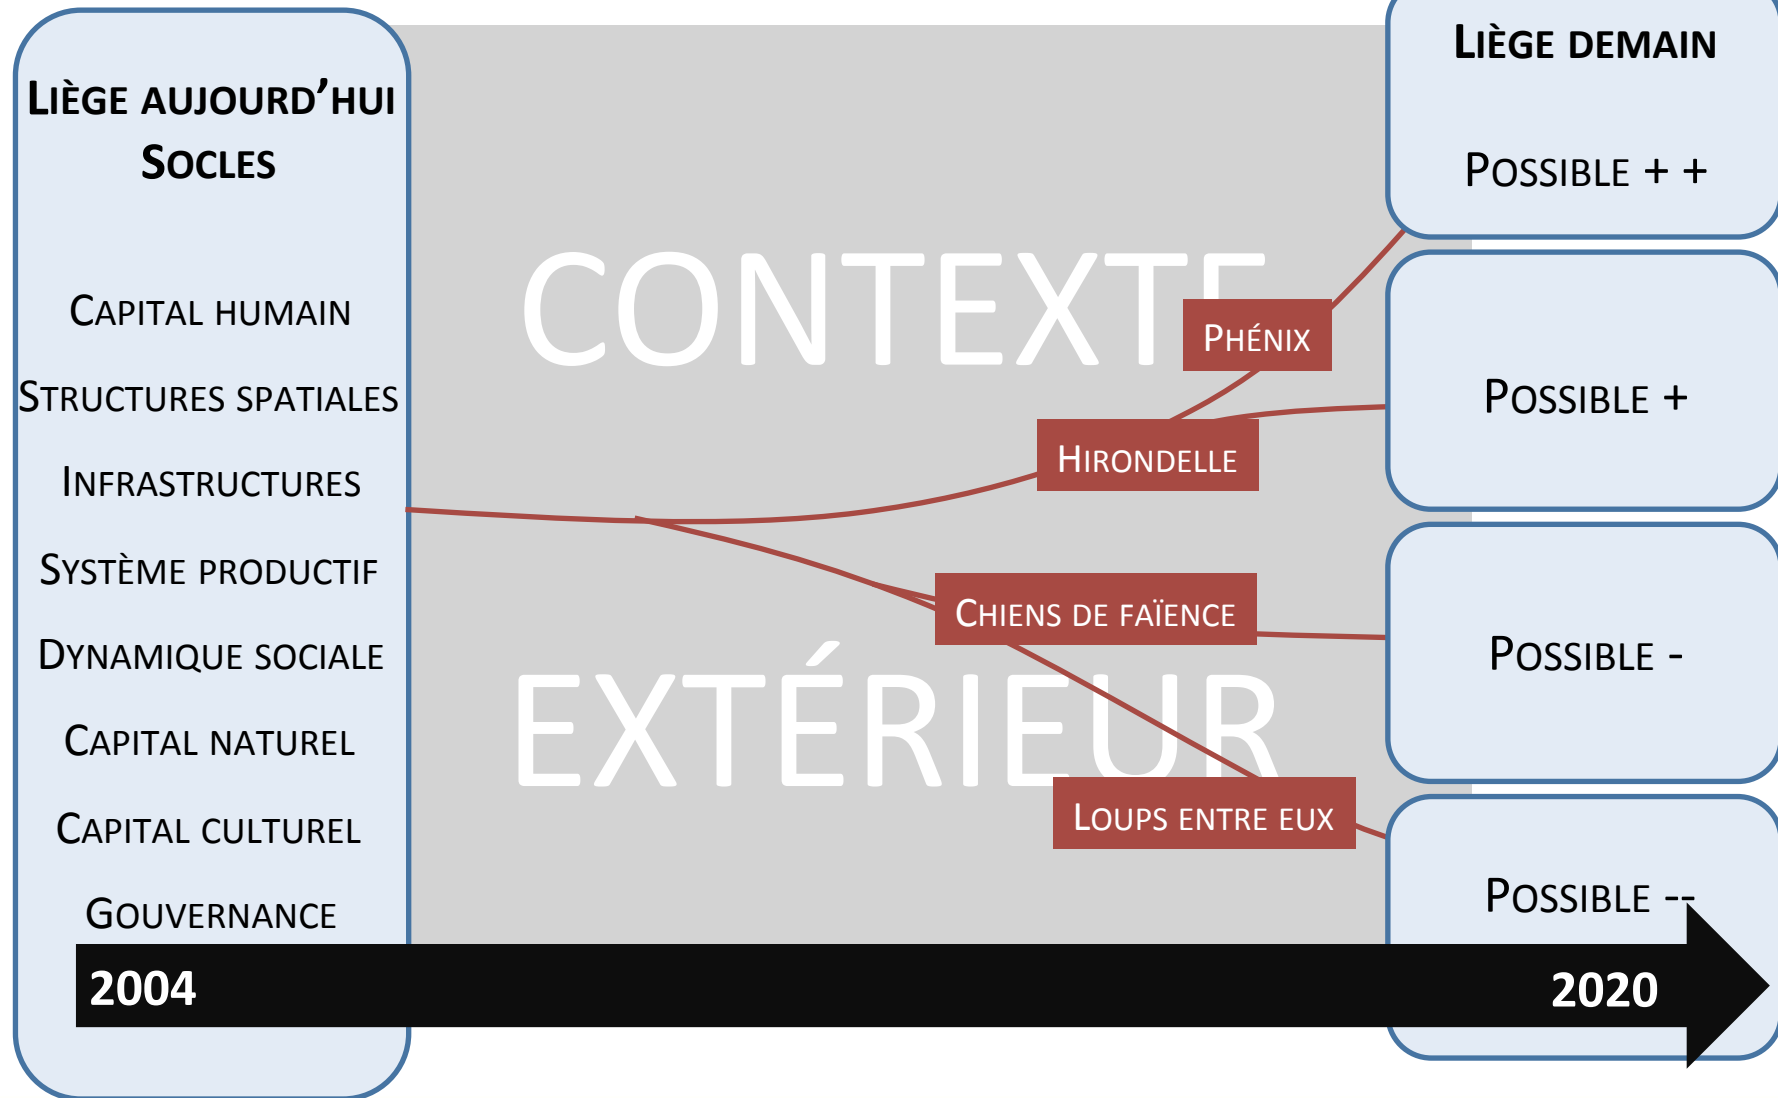 Liège aujourd'hui
Socles
Capital humain
Structures spatiales
Infrastructures
Système productif
Dynamique sociale
Capital naturel
Capital culturel
Gouvernance
CONTEXTE
EXTÉRIEUR
Phénix
Hirondelle
Chiens de faïence
Loups entre eux
Liège demain
Possible + +
Possible +
Possible -
Possible --
2004
2020